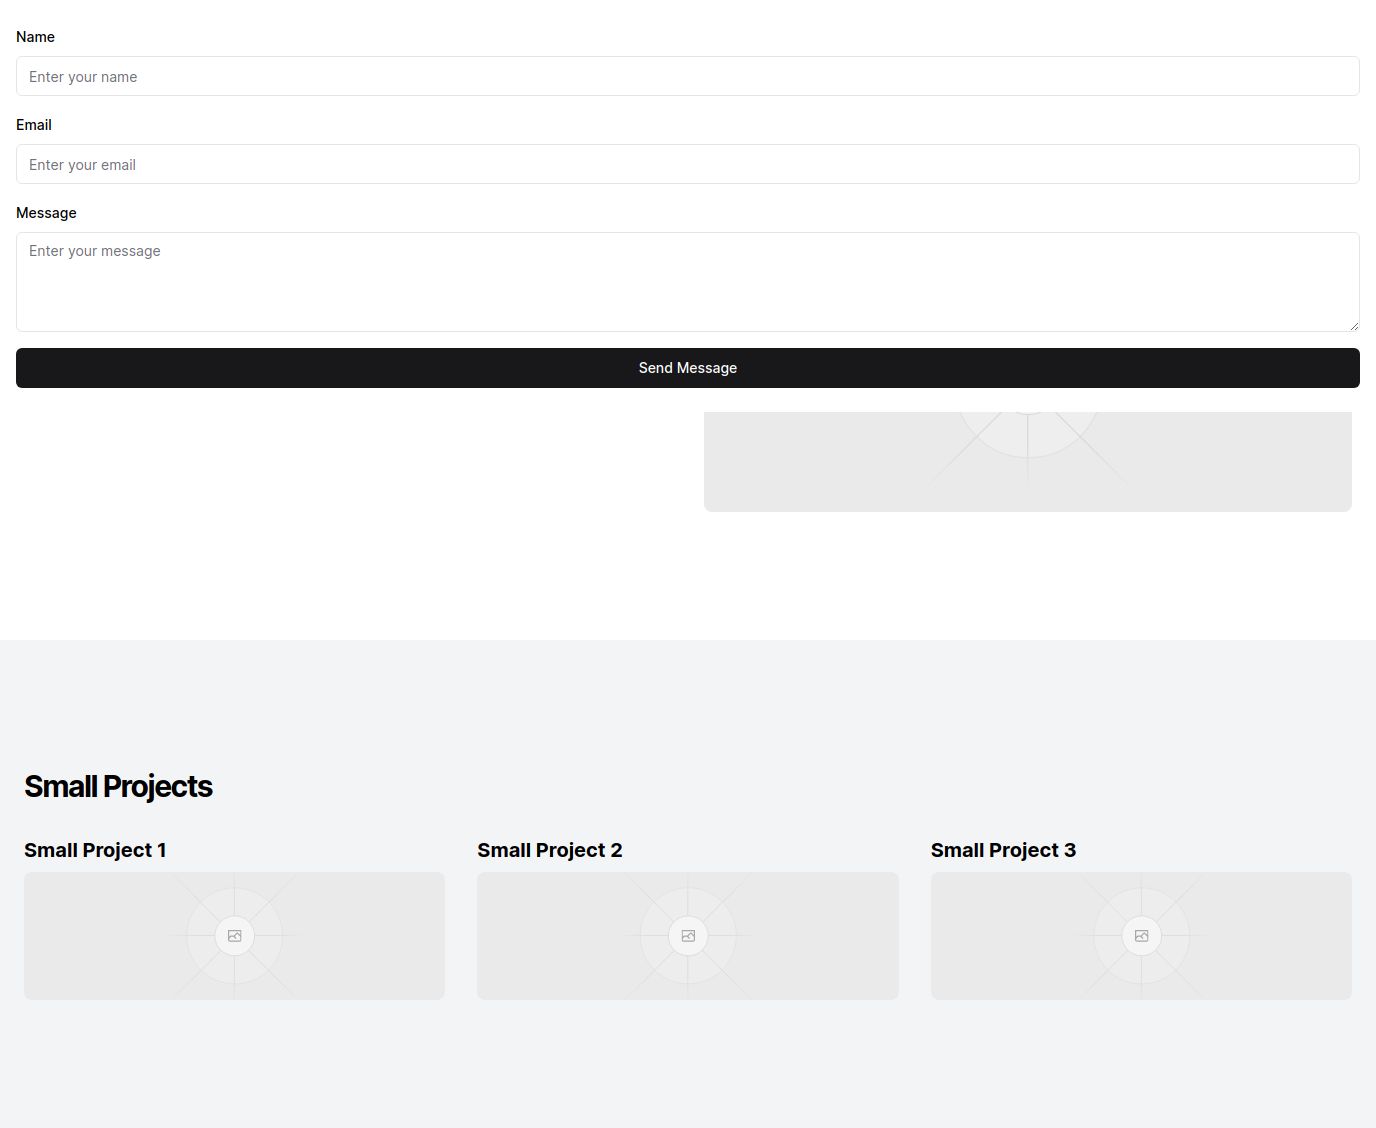 Name
Enter your name
Email
Enter your email
Message
Enter your message
Send Message
Small Projects
Small Project 1
Small Project 2
Small Project 3